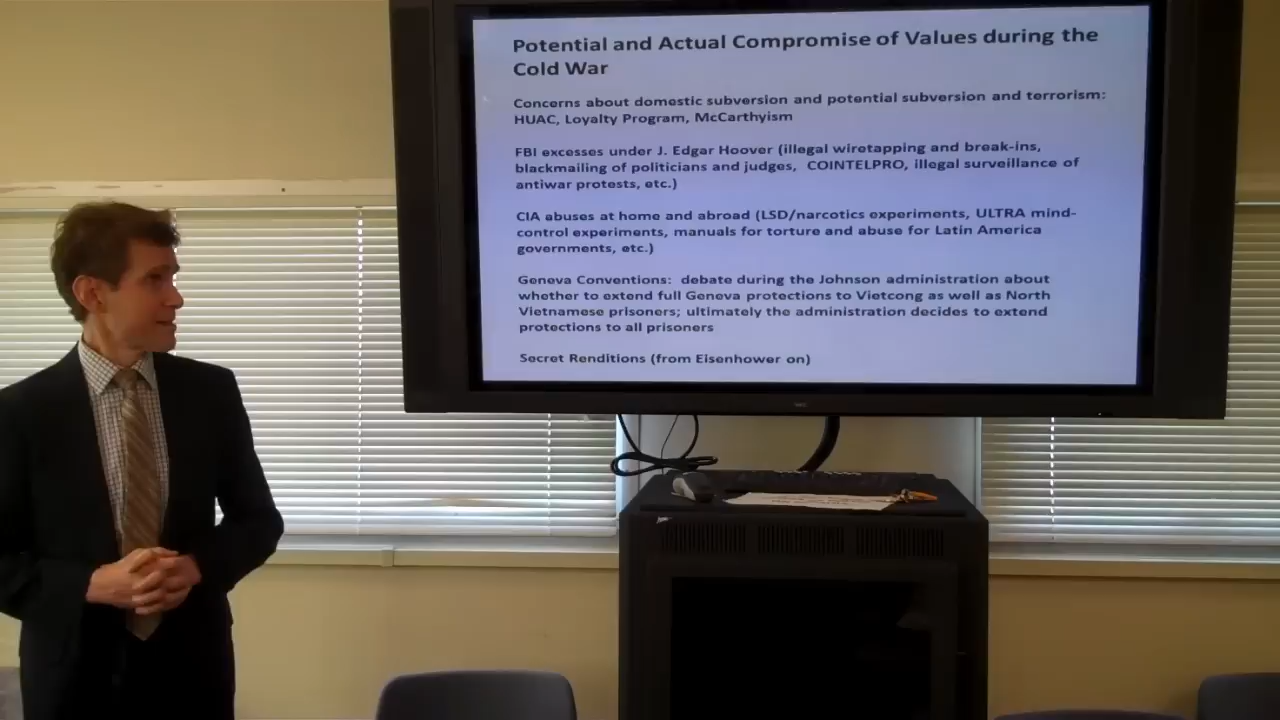 Potential and Actual Compromise of Values during the
Cold War
Concerns about domestic subversion and potential subversion and terrorism:
HUAC, Loyalty Program, McCarthyism
FBI excesses under J. Edgar Hoover (illegal wiretapping and break-ins,
blackmailing of politicians and judges, COINTELPRO, illegal surveillance of
antiwar protests, etc.)
CIA abuses at home and abroad (LSD/narcotics experiments, ULTRA mind-
control experiments, manuals for torture and abuse for Latin America
governments, etc.)
Geneva Conventions: debate during the Johnson administration about
whether to extend full Geneva protections to Vietcong as well as North
Vietnamese prisoners; ultimately the administration decides to extend
protections to all prisoners
Secret Renditions (from Eisenhower on)